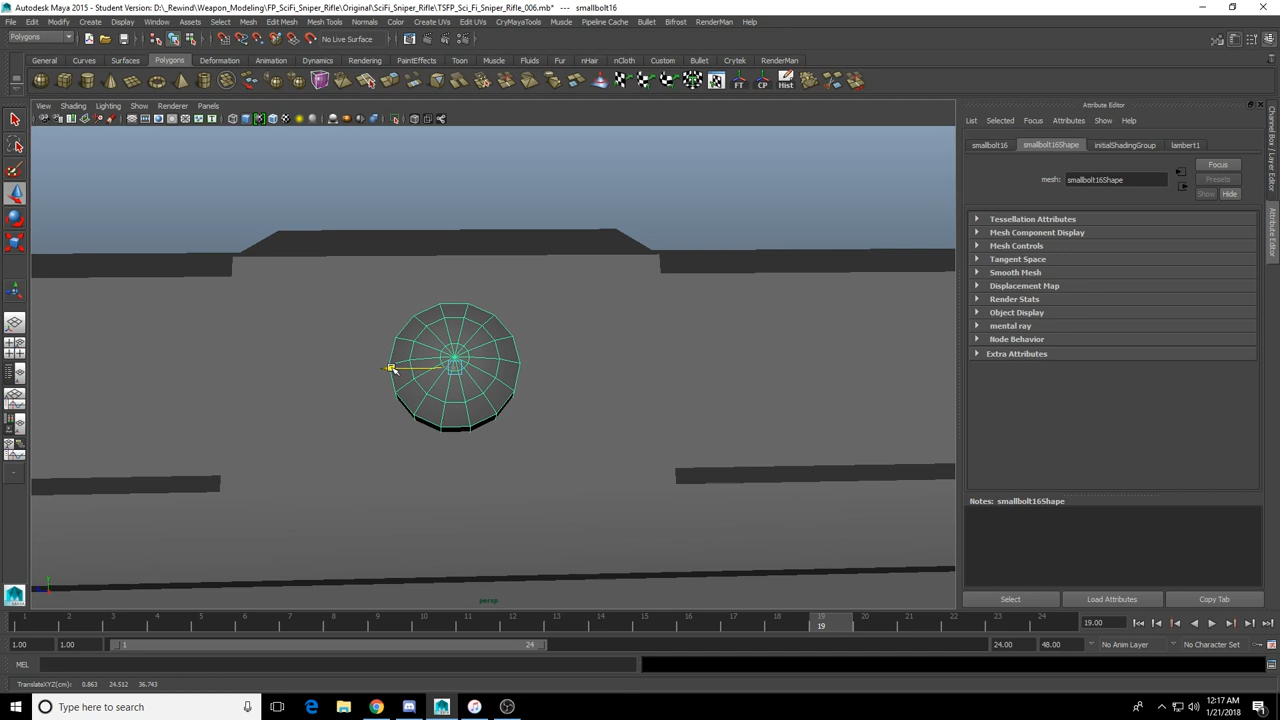 Autodesk Maya 2015 - Student Version: D:\_Rewind\Weapon_Modeling\FP_SciFi_Sniper_Rifle\Original\SciFi_Sniper_Rifle\TSFP_Sci_Fi_Sniper_Rifle_006.mb* --- smallbolt16
File Edit Modify Create Display Window Assets Select Mesh Edit Mesh Mesh Tools Normals Color Create UVs Edit UVs CryMayaTools Muscle Pipeline Cache Bullet Bifrost RenderMan Help
Polygons No Live Surface
General Curves Surfaces Polygons Deformation Animation Dynamics Rendering PaintEffects Toon Muscle Fluids Fur nHair nCloth Custom Bullet Crytek RenderMan
FT CP Hist
View Shading Lighting Show Renderer Panels
Attribute Editor
List Selected Focus Attributes Show Help
smallbolt16 smallbolt16Shape initialShadingGroup lambert1
Focus
mesh: smallbolt16Shape Presets
Show Hide
Tessellation Attributes
Mesh Component Display
Mesh Controls
Tangent Space
Smooth Mesh
Displacement Map
Render Stats
Object Display
mental ray
Node Behavior
Extra Attributes
Notes: smallbolt16Shape
Select Load Attributes Copy Tab
Channel Box / Layer Editor
Attribute Editor
persp
1 2 3 4 5 6 7 8 9 10 11 12 13 14 15 16 17 18 19 20 21 22 23 24
19 19.00
1.00 1.00 1 24 24.00 48.00 No Anim Layer No Character Set
MEL
TranslateXYZ(cm): 0.863 24.512 36.743
Type here to search
12:17 AM
1/21/2018